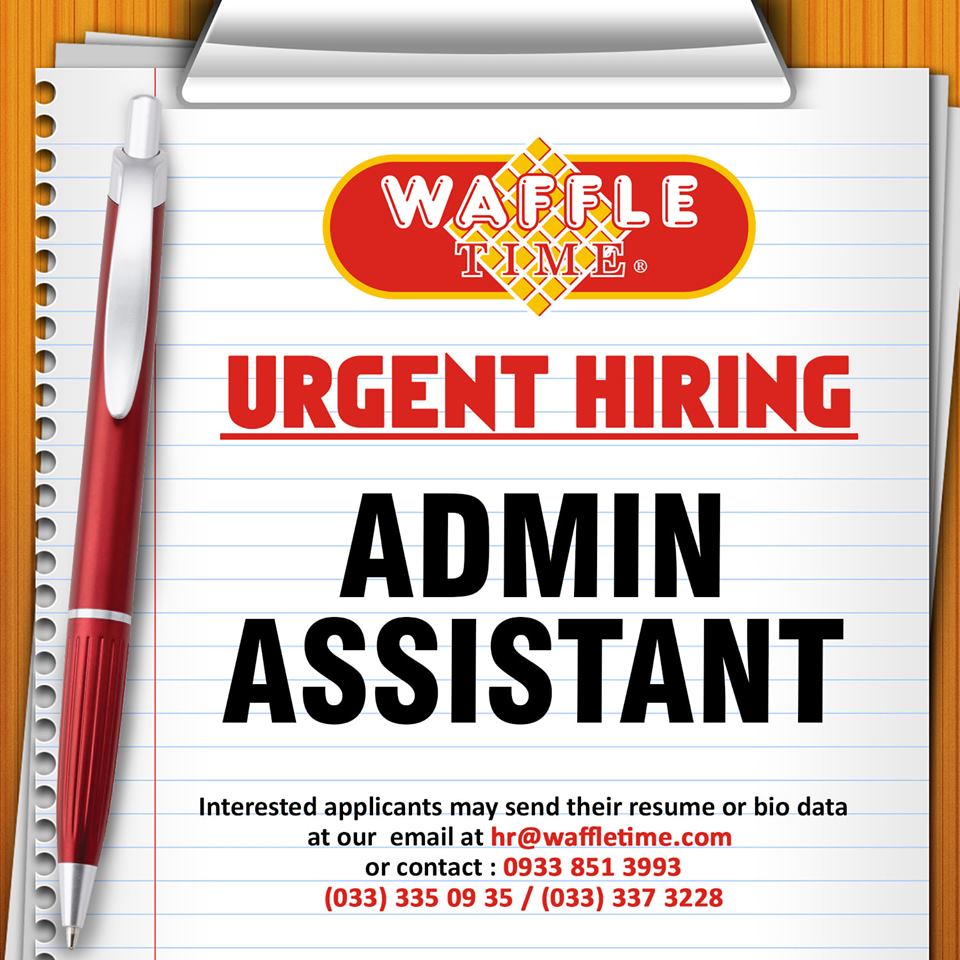 WAFFLE
TIME®
URGENT HIRING
ADMIN
ASSISTANT
Interested applicants may send their resume or bio data
at our email at hr@waffletime.com
or contact : 0933 851 3993
(033) 335 09 35 / (033) 337 3228